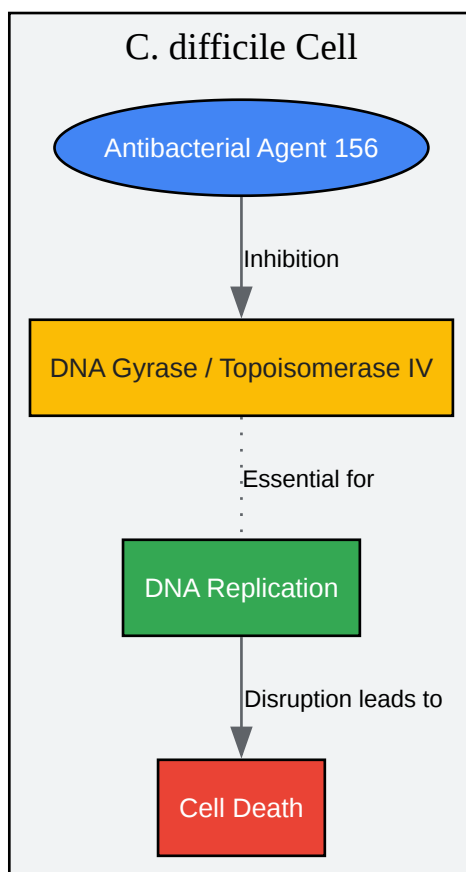 C. difficile Cell
Antibacterial Agent 156
Inhibition
DNA Gyrase / Topoisomerase IV
Essential for
DNA Replication
Disruption leads to
Cell Death